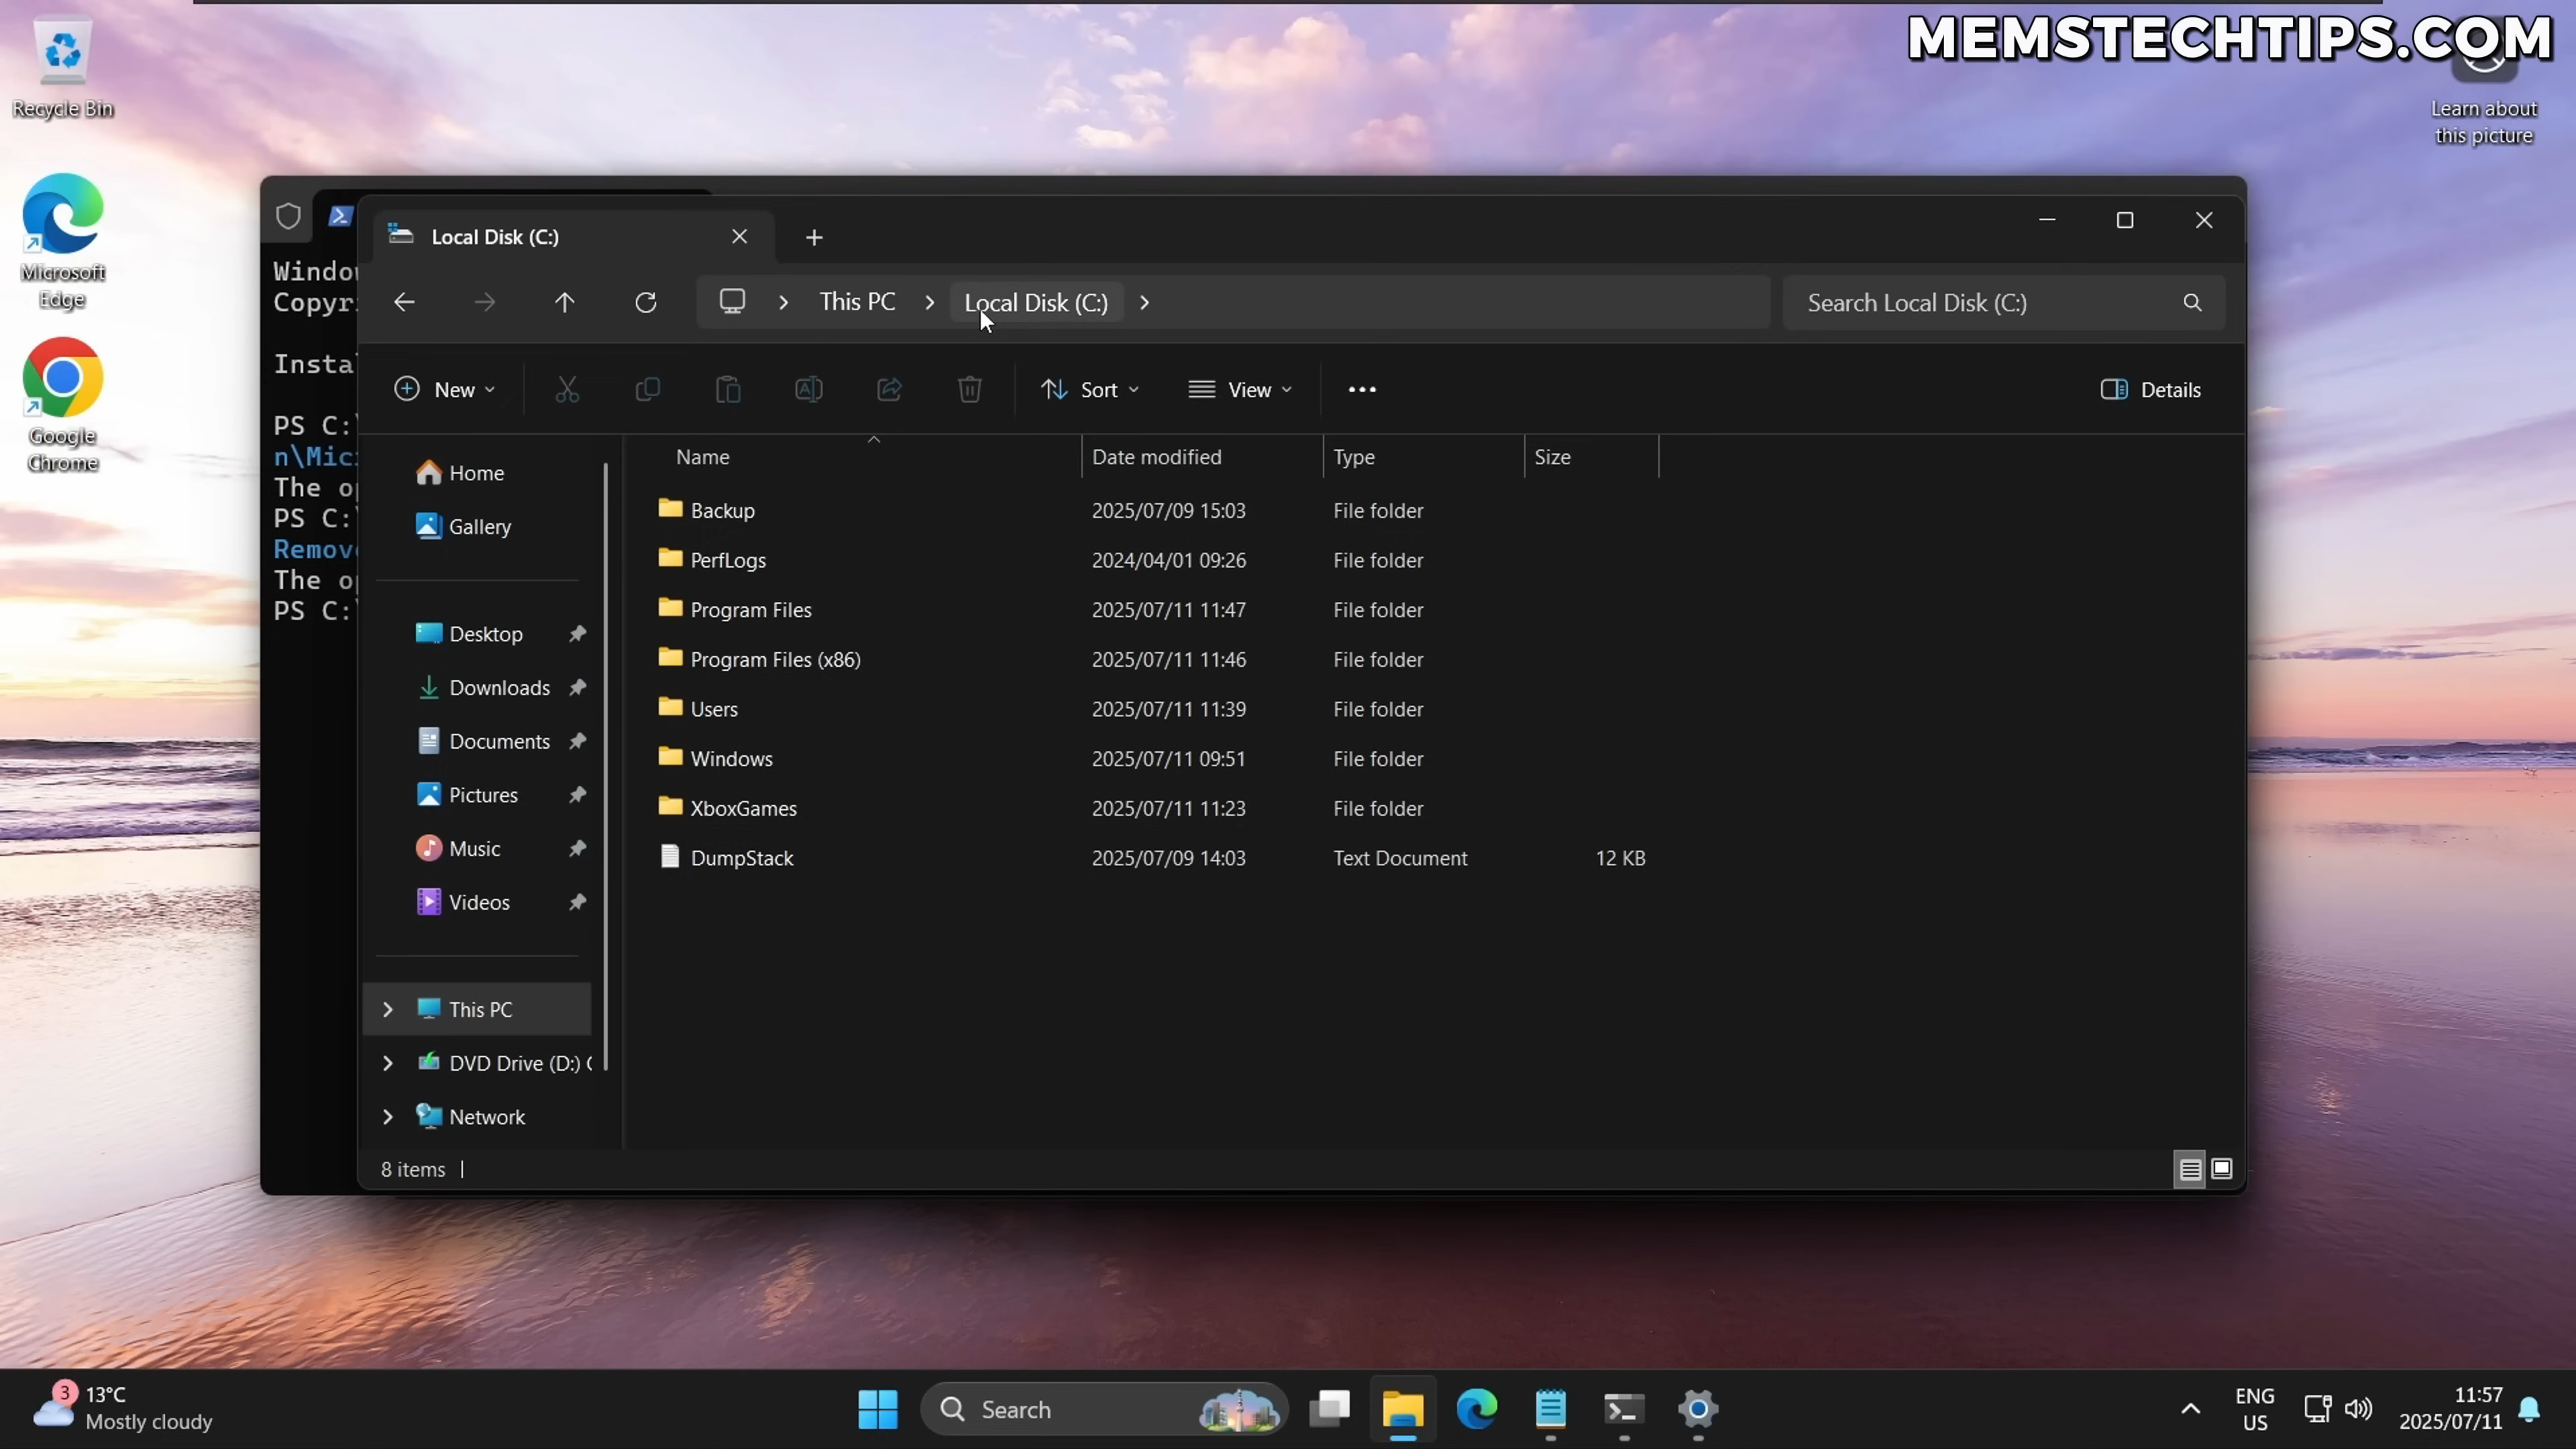 MEMSTECHTIPS.COM
Recycle Bin
Learn about
this picture
Microsoft
Edge
Google
Chrome
Local Disk (C:)
This PC
Local Disk (C:)
Search Local Disk (C:)
New
Sort
View
Details
Copyr
PS C:\
n\Mic
The
PS C:\
Remov
The
PS C:\
Name
Date modified
Type
Size
Home
Gallery
Desktop
Downloads
Documents
Pictures
Music
Videos
This PC
DVD Drive (D:)
Network
Backup 2025/07/09 15:03 File folder
PerfLogs 2024/04/01 09:26 File folder
Program Files 2025/07/11 11:47 File folder
Program Files (x86) 2025/07/11 11:46 File folder
Users 2025/07/11 11:39 File folder
Windows 2025/07/11 09:51 File folder
XboxGames 2025/07/11 11:23 File folder
DumpStack 2025/07/09 14:03 Text Document 12 KB
8 items
3
13°C
Mostly cloudy
Search
ENG
US
11:57
2025/07/11